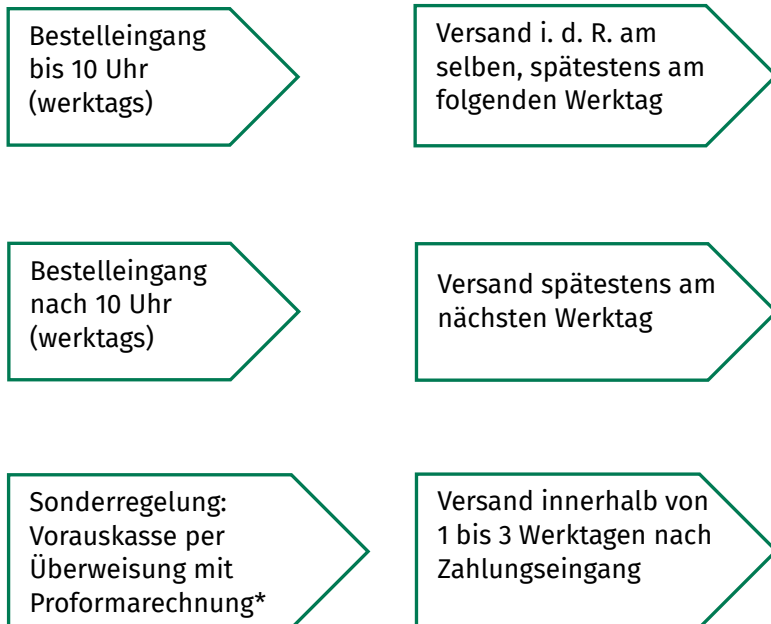 Bestelleingang
bis 10 Uhr
(werktags)
Versand i. d. R. am
selben, spätestens am
folgenden Werktag
Bestelleingang
nach 10 Uhr
(werktags)
Versand spätestens am
nächsten Werktag
Sonderregelung:
Vorauskasse per
Überweisung mit
Proformarechnung*
Versand innerhalb von
1 bis 3 Werktagen nach
Zahlungseingang